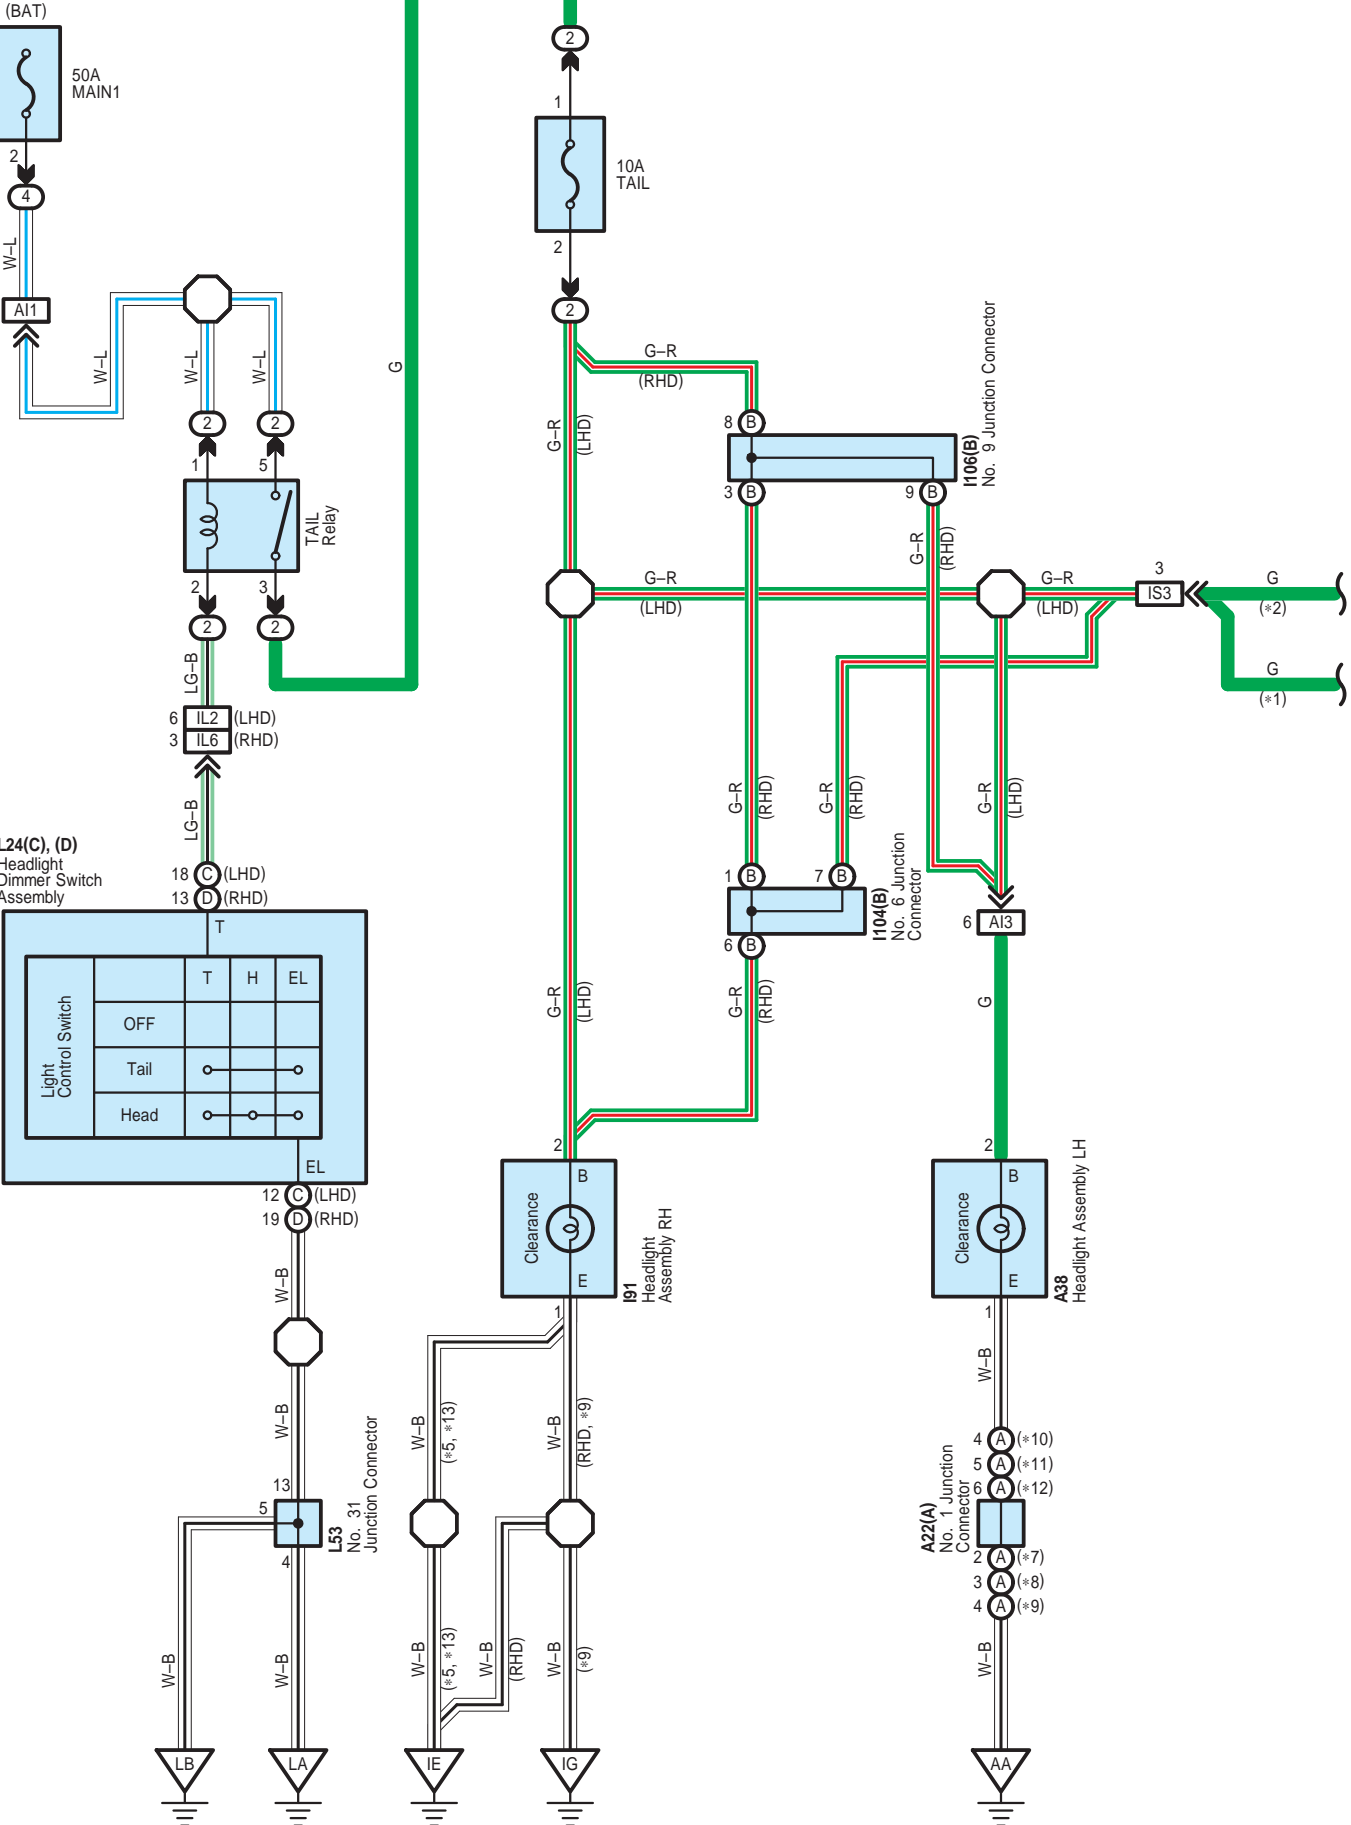 (BAT)
50A
MAIN1
2
4
W–L
AI1
W–L
W–L
W–L
2
2
1
5
TAIL
Relay
2
3
2
2
LG–B
6 IL2 (LHD)
3 IL6 (RHD)
LG–B
L24(C), (D)
Headlight
Dimmer Switch
Assembly
18 C (LHD)
13 D (RHD)
T
Light
Control Switch
T H EL
OFF
Tail
Head
EL
12 C (LHD)
19 D (RHD)
W–B
W–B
13
5
4
L53
No. 31
Junction Connector
W–B
W–B
LB
LA
G
2
1
10A
TAIL
2
2
G–R
(RHD)
G–R
(LHD)
8 B
I106(B)
No. 9 Junction Connector
3 B
9 B
G–R
(RHD)
G–R
(LHD)
G–R
(LHD)
3
IS3
G
(*2)
G
(*1)
G–R
(RHD)
G–R
(RHD)
G–R
(LHD)
1 B
7 B
I104(B)
No. 6 Junction
Connector
6 B
6 AI3
G–R
(LHD)
G–R
(RHD)
G
2
B
Clearance
E
I91
Headlight
Assembly RH
1
2
B
Clearance
E
A38
Headlight Assembly LH
1
W–B
(*5, *13)
W–B
(RHD, *9)
W–B
4 A (*10)
5 A (*11)
6 A (*12)
A22(A)
No. 1 Junction
Connector
2 A (*7)
3 A (*8)
4 A (*9)
W–B
(*5, *13)
W–B
(RHD)
W–B
(*9)
W–B
IE
IG
AA